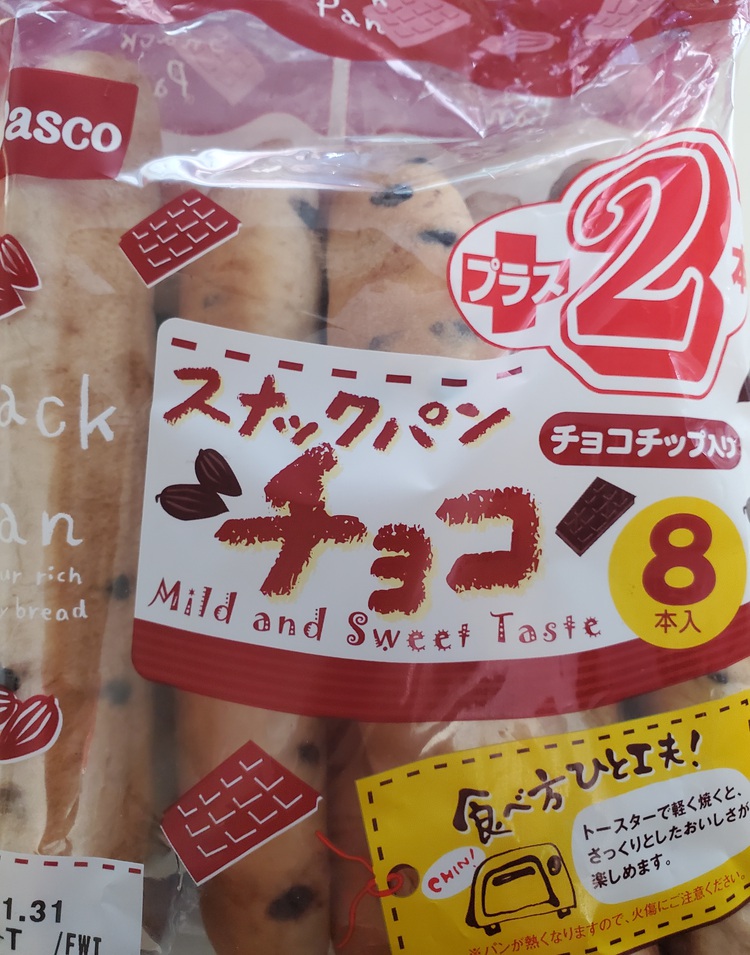 Pan
Snack
Pa
asco
プラス
2
本
ack
an
ur rich
y bread
スナックパン
チョコ
チョコチップ入り
8
本入
Mild and Sweet Taste
食べ方ひと工夫!
トースターで軽く焼くと、
さっくりとしたおいしさが
楽しめます。
CHIN!
※パンが熱くなりますので、火傷にご注意ください。
1.31
T /FWT